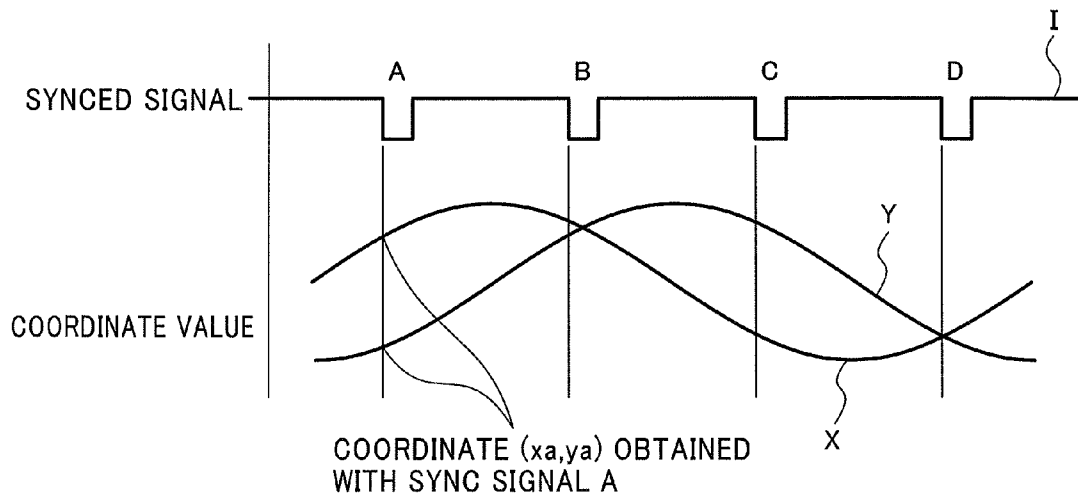 I
A B C D
SYNCED SIGNAL
Y
COORDINATE VALUE
X
COORDINATE (xa,ya) OBTAINED
WITH SYNC SIGNAL A